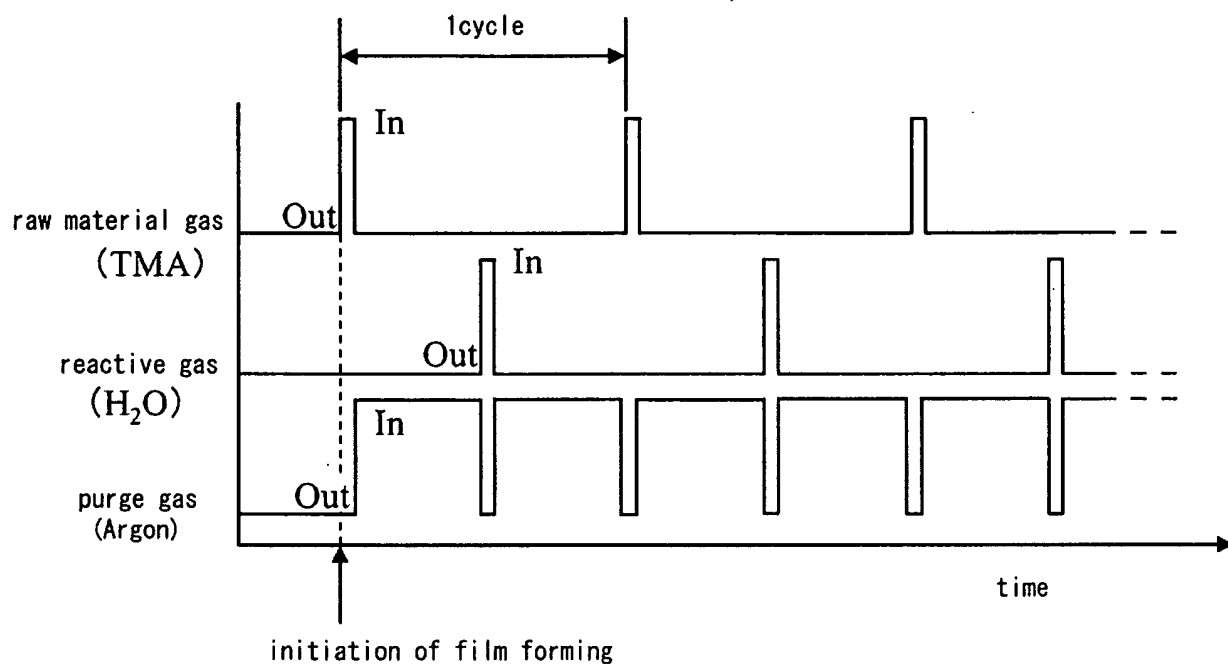 1cycle
In
Out
raw material gas
(TMA)
In
Out
reactive gas
(H₂O)
In
Out
purge gas
(Argon)
time
initiation of film forming